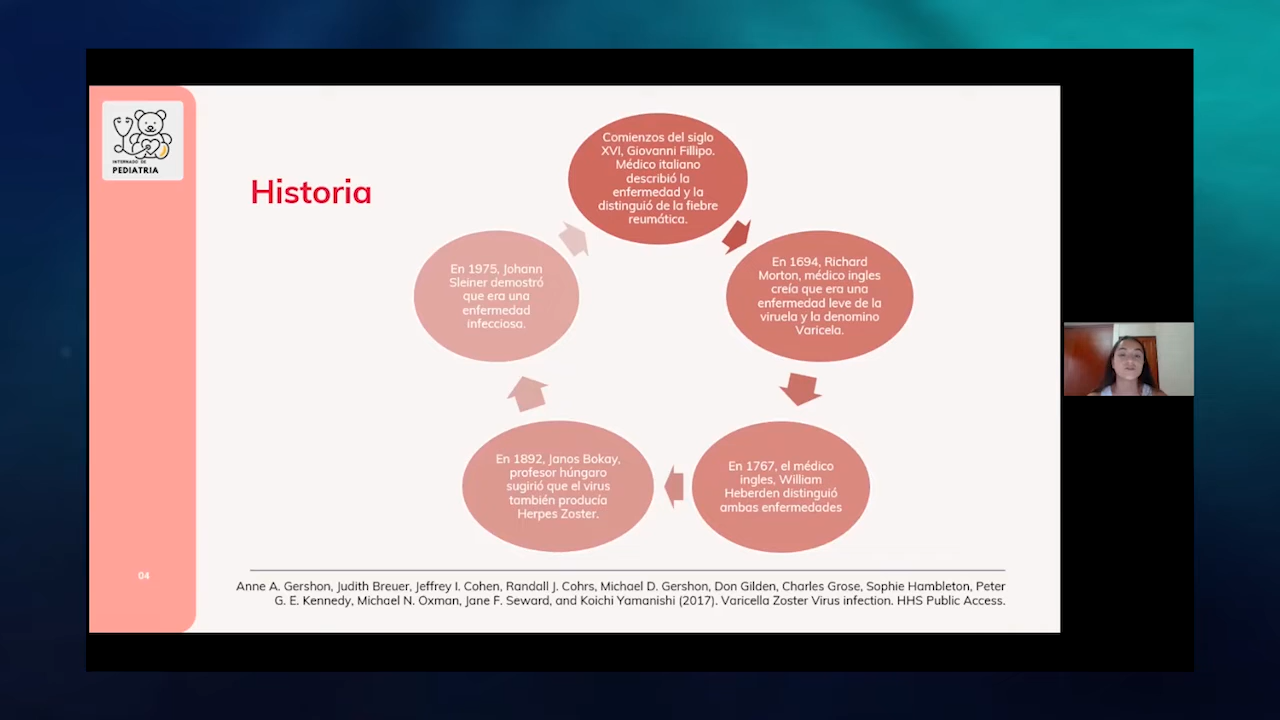 INTERNADO DE
PEDIATRIA
Historia
Comienzos del siglo
XVI, Giovanni Fillipo.
Médico italiano
describió la
enfermedad y la
distinguió de la fiebre
reumática.
En 1694, Richard
Morton, médico ingles
creía que era una
enfermedad leve de la
viruela y la denomino
Varicela.
En 1767, el médico
ingles, William
Heberden distinguió
ambas enfermedades
En 1892, Janos Bokay,
profesor húngaro
sugirió que el virus
también producía
Herpes Zoster.
En 1975, Johann
Sleiner demostró
que era una
enfermedad
infecciosa.
04
Anne A. Gershon, Judith Breuer, Jeffrey I. Cohen, Randall J. Cohrs, Michael D. Gershon, Don Gilden, Charles Grose, Sophie Hambleton, Peter
G. E. Kennedy, Michael N. Oxman, Jane F. Seward, and Koichi Yamanishi (2017). Varicella Zoster Virus infection. HHS Public Access.